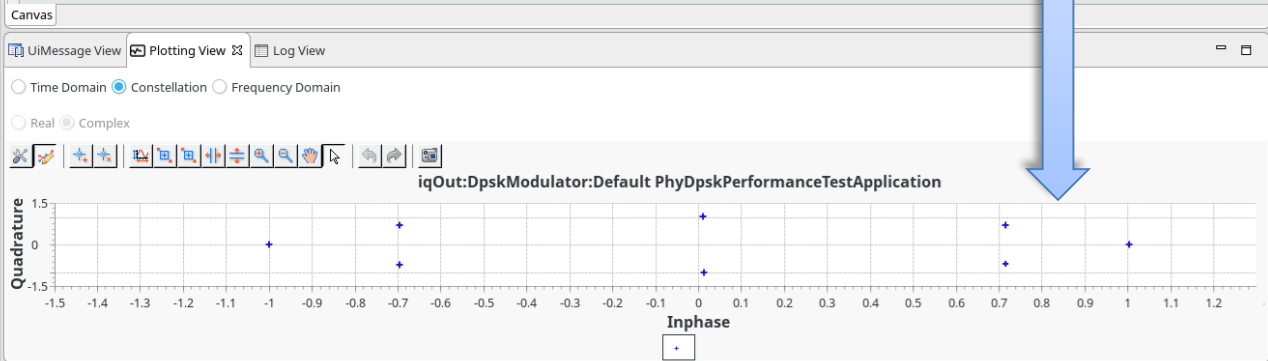 Canvas
UiMessage View Plotting View Log View
Time Domain Constellation Frequency Domain
Real Complex
iqOut:DpskModulator:Default PhyDpskPerformanceTestApplication
Quadrature
1.5
0
-1.5
-1.5 -1.4 -1.3 -1.2 -1.1 -1 -0.9 -0.8 -0.7 -0.6 -0.5 -0.4 -0.3 -0.2 -0.1 0 0.1 0.2 0.3 0.4 0.5 0.6 0.7 0.8 0.9 1 1.1 1.2
Inphase